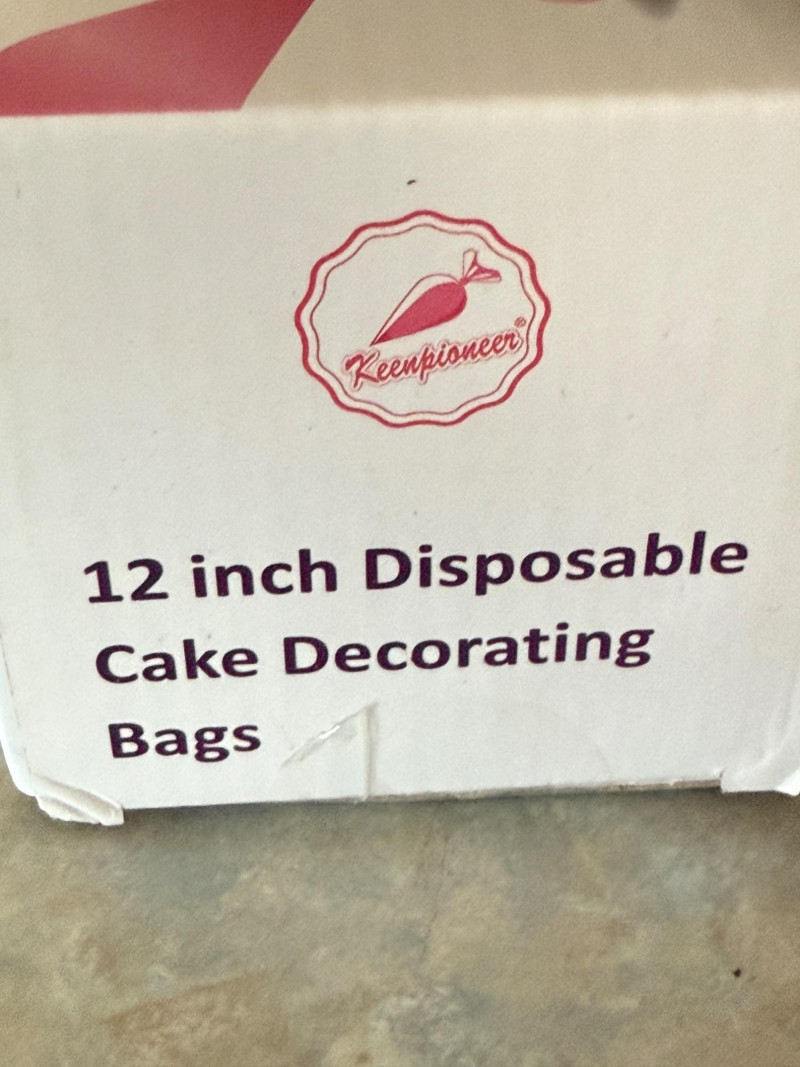 Keenpioneer®
12 inch Disposable
Cake Decorating
Bags